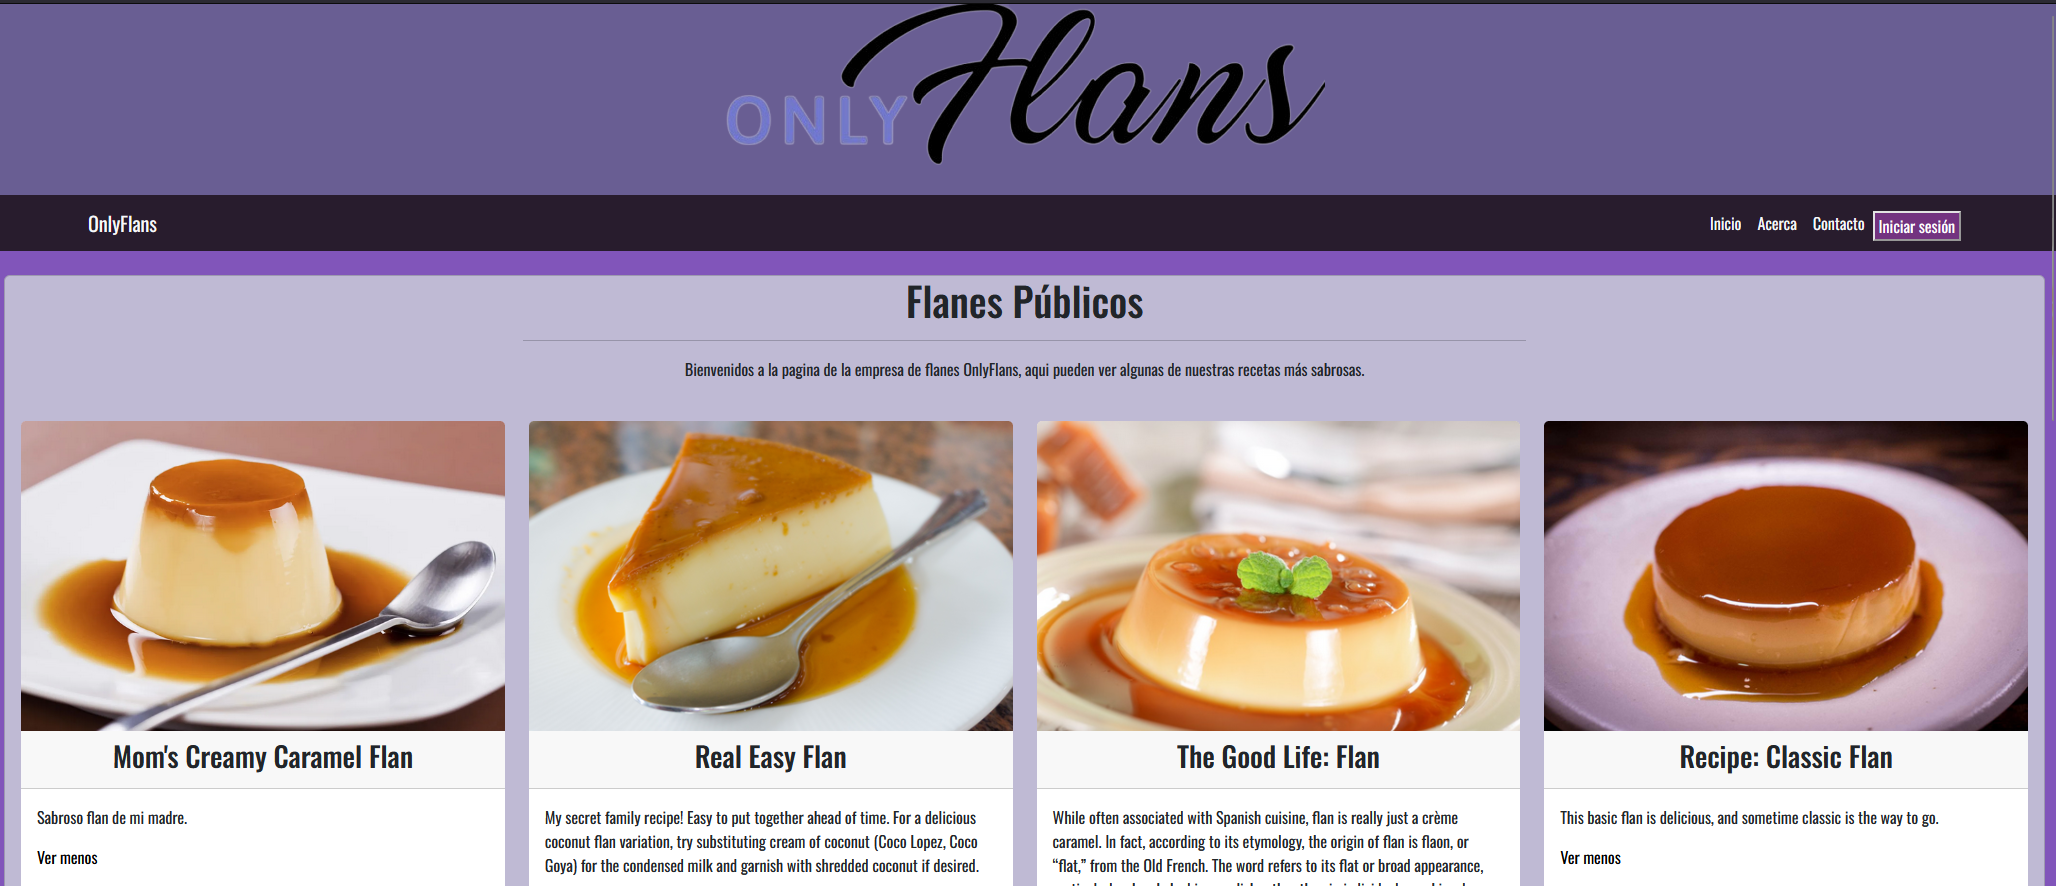 ONLY Flans
OnlyFlans
Inicio Acerca Contacto Iniciar sesión
Flanes Públicos
Bienvenidos a la pagina de la empresa de flanes OnlyFlans, aqui pueden ver algunas de nuestras recetas más sabrosas.
Mom's Creamy Caramel Flan
Sabroso flan de mi madre.
Ver menos
Real Easy Flan
My secret family recipe! Easy to put together ahead of time. For a delicious
coconut flan variation, try substituting cream of coconut (Coco Lopez, Coco
Goya) for the condensed milk and garnish with shredded coconut if desired.
The Good Life: Flan
While often associated with Spanish cuisine, flan is really just a crème
caramel. In fact, according to its etymology, the origin of flan is flaon, or
“flat,” from the Old French. The word refers to its flat or broad appearance,
Recipe: Classic Flan
This basic flan is delicious, and sometime classic is the way to go.
Ver menos